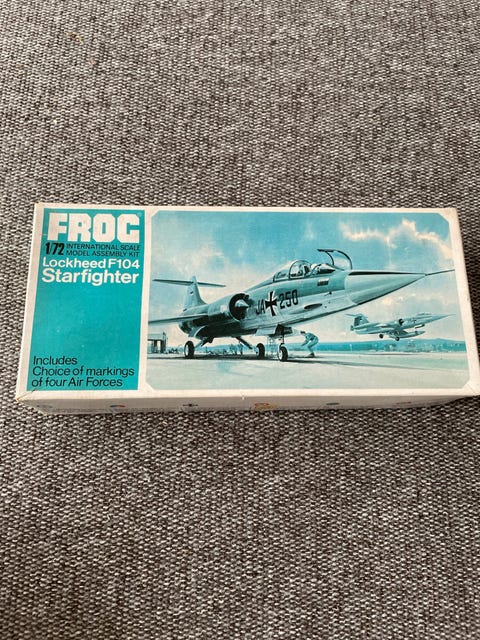 FROG
1/72 INTERNATIONAL SCALE
MODEL ASSEMBLY KIT
Lockheed F104
Starfighter
Includes
Choice of markings
of four Air Forces
JA 250